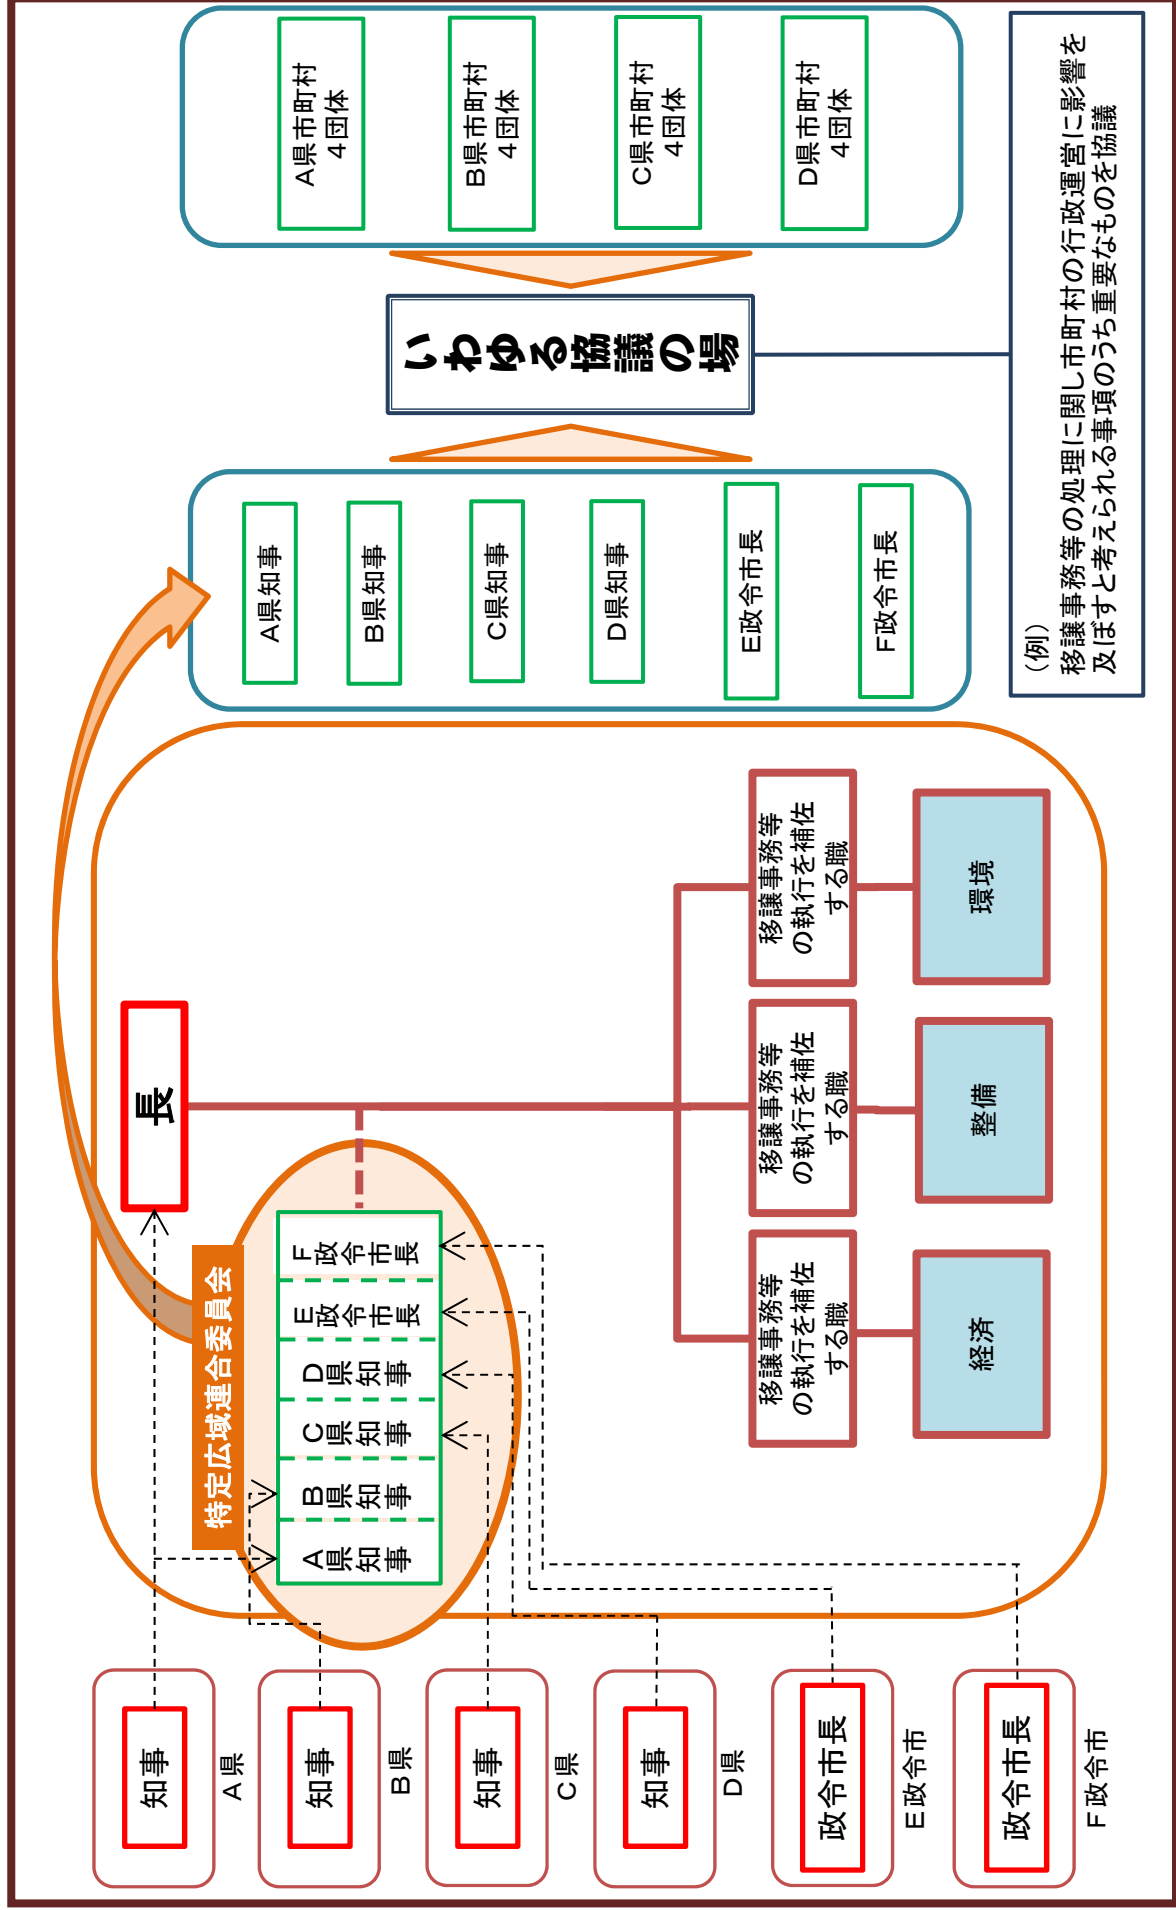 知事
A県
知事
B県
知事
C県
知事
D県
政令市長
E政令市
政令市長
F政令市
長
特定広域連合委員会
A県知事
B県知事
C県知事
D県知事
E政令市長
F政令市長
移譲事務等
の執行を補佐
する職
経済
移譲事務等
の執行を補佐
する職
整備
移譲事務等
の執行を補佐
する職
環境
A県知事
B県知事
C県知事
D県知事
E政令市長
F政令市長
いわゆる協議の場
A県市町村
4団体
B県市町村
4団体
C県市町村
4団体
D県市町村
4団体
(例)
移譲事務等の処理に関し市町村の行政運営に影響を
及ぼすと考えられる事項のうち重要なものを協議